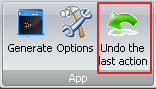 Generate Options Undo the
last action
App